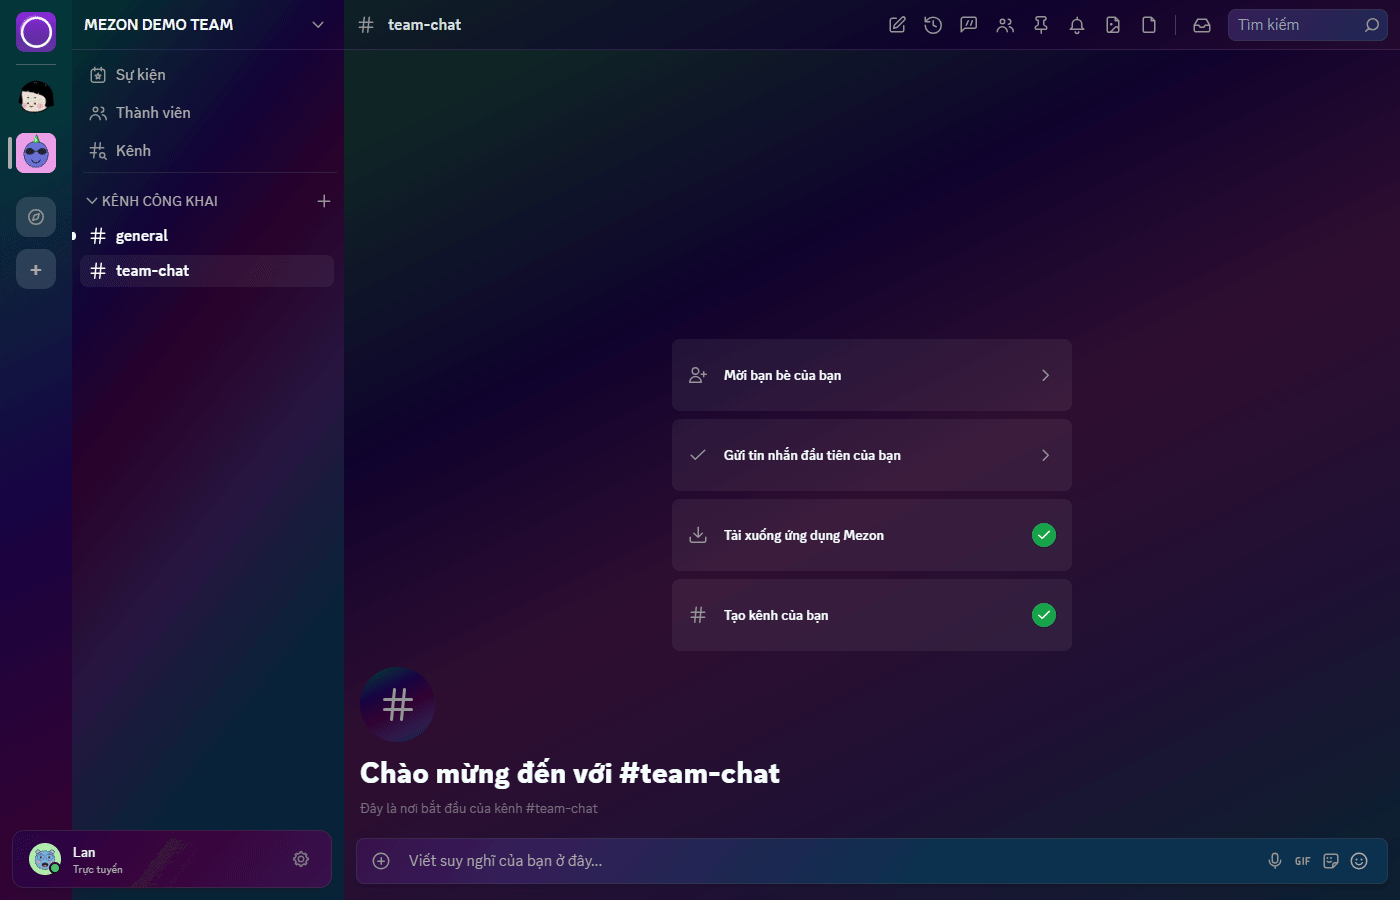 MEZON DEMO TEAM
# team-chat
Tìm kiếm
Sự kiện
Thành viên
Kênh
KÊNH CÔNG KHAI
# general
# team-chat
Mời bạn bè của bạn
Gửi tin nhắn đầu tiên của bạn
Tải xuống ứng dụng Mezon
Tạo kênh của bạn
Chào mừng đến với #team-chat
Đây là nơi bắt đầu của kênh #team-chat
Lan
Trực tuyến
Viết suy nghĩ của bạn ở đây...
GIF